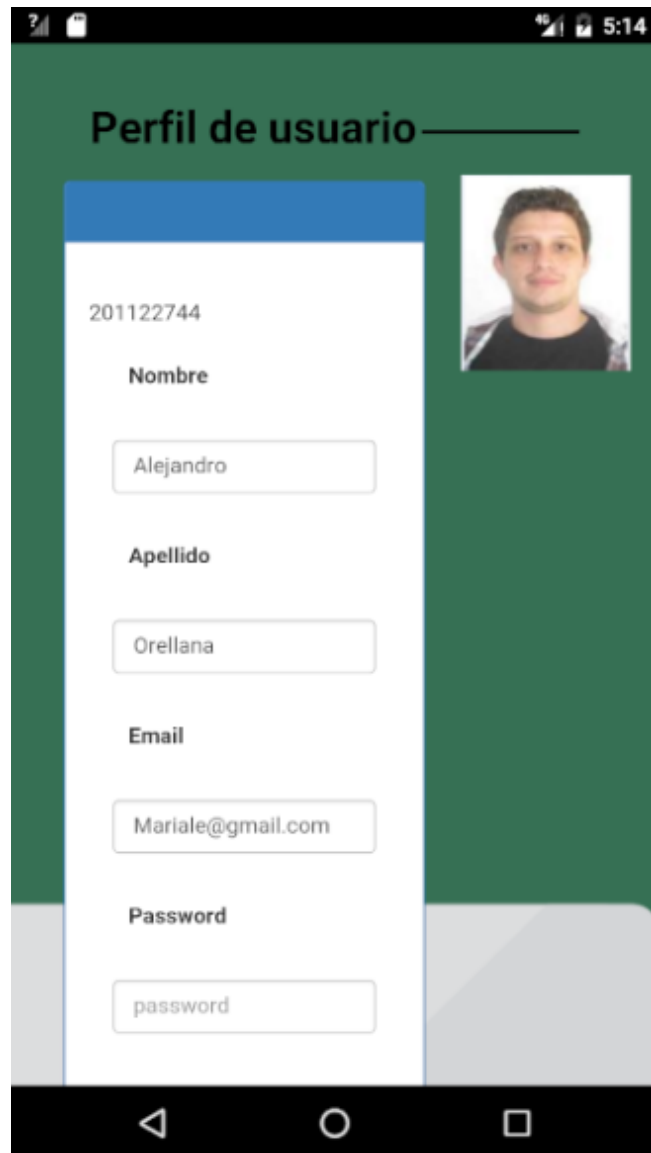 5:14
Perfil de usuario
201122744
Nombre
Alejandro
Apellido
Orellana
Email
Mariale@gmail.com
Password
password